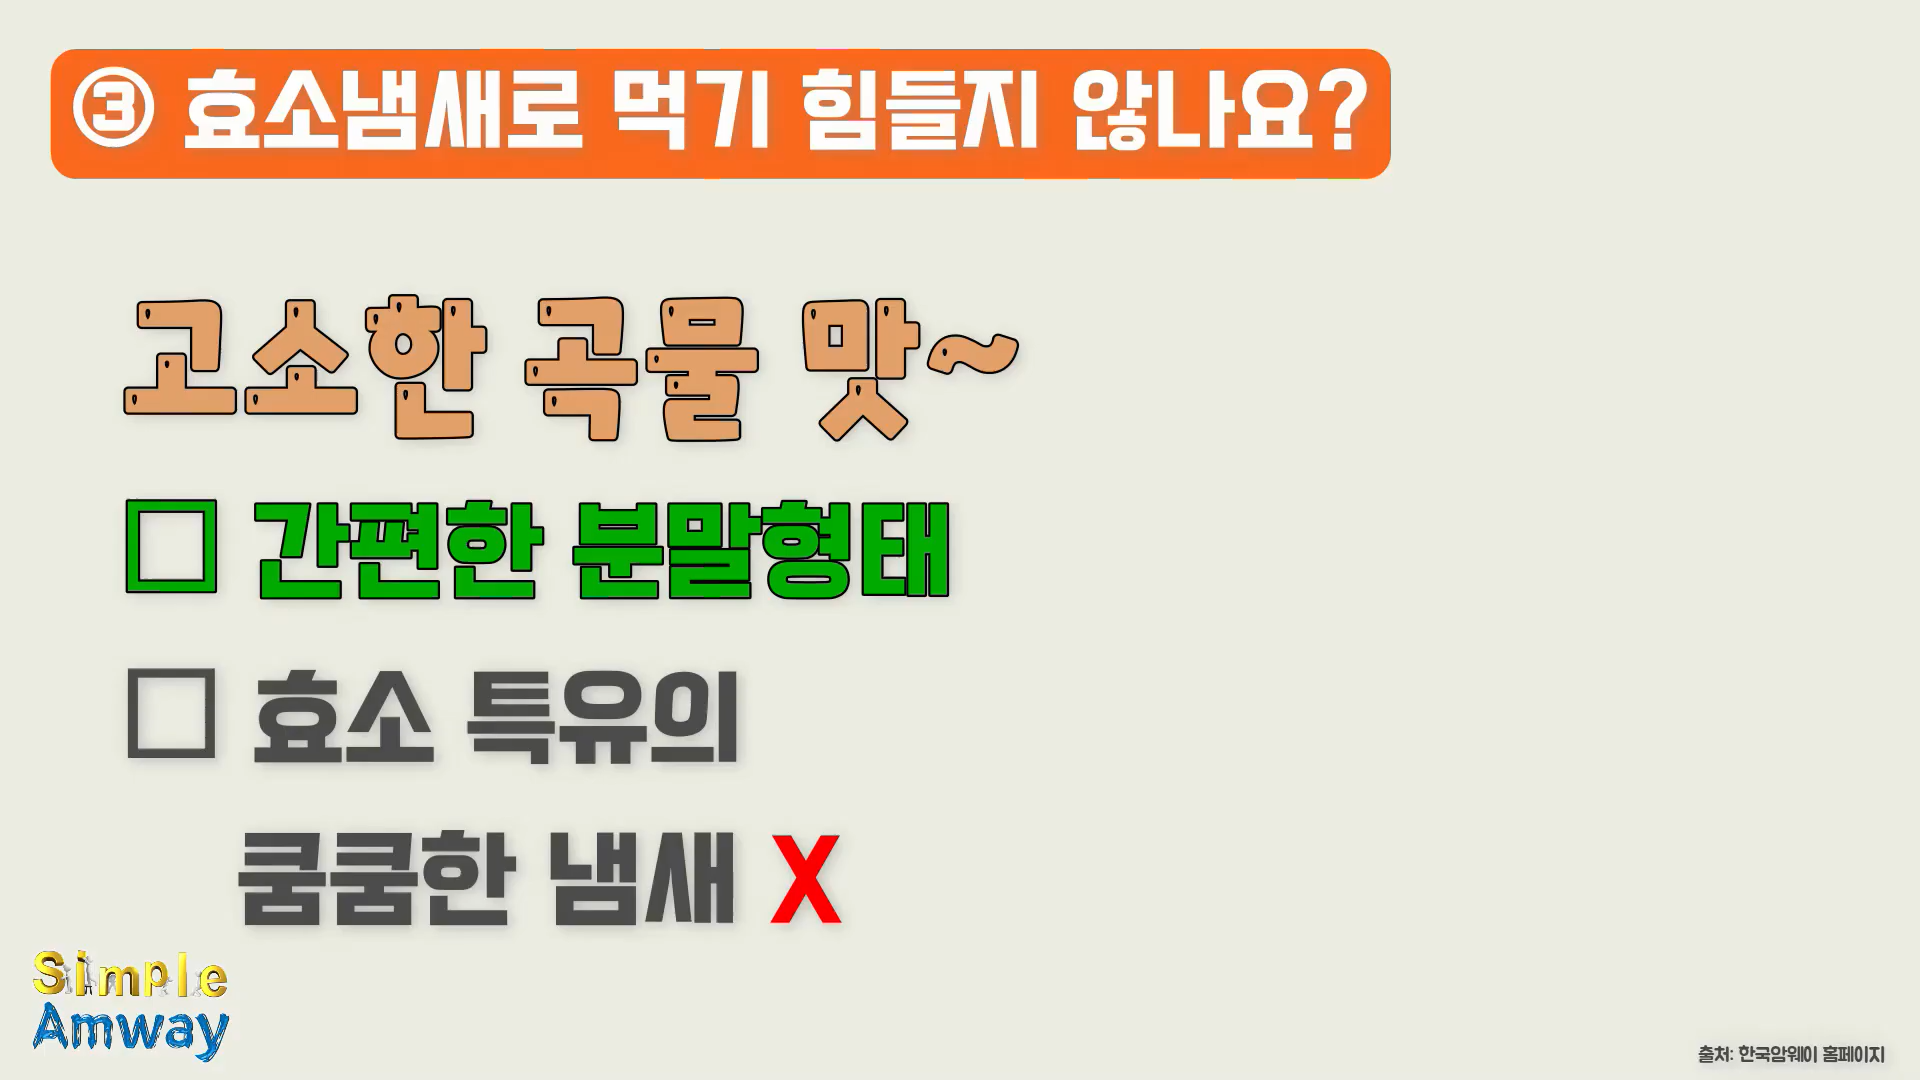 ③ 효소냄새로 먹기 힘들지 않나요?
고소한 곡물 맛~
□ 간편한 분말형태
□ 효소 특유의
쿰쿰한 냄새 X
Simple
Amway
출처: 한국암웨이 홈페이지